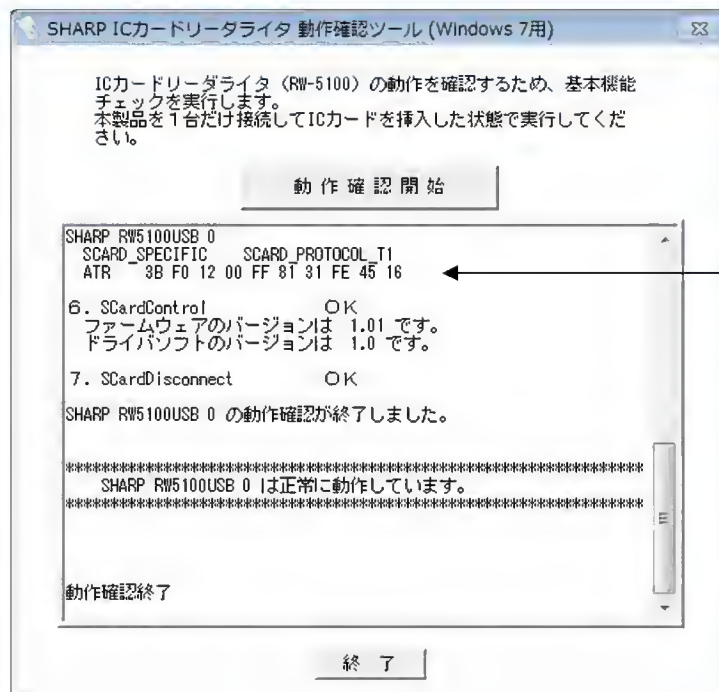 SHARP ICカードリーダライタ 動作確認ツール (Windows 7用)
ICカードリーダライタ（RW-5100）の動作を確認するため、基本機能
チェックを実行します。
本製品を１台だけ接続してICカードを挿入した状態で実行してくだ
さい。
動作確認開始
SHARP RW5100USB 0
SCARD_SPECIFIC SCARD_PROTOCOL_T1
ATR 3B F0 12 00 FF 81 31 FE 45 16
６．SCardControl ＯＫ
ファームウェアのバージョンは 1.01 です。
ドライバソフトのバージョンは 1.0 です。
７．SCardDisconnect ＯＫ
SHARP RW5100USB 0 の動作確認が終了しました。
*****************************************************************
SHARP RW5100USB 0 は正常に動作しています。
*****************************************************************
動作確認終了
終 了